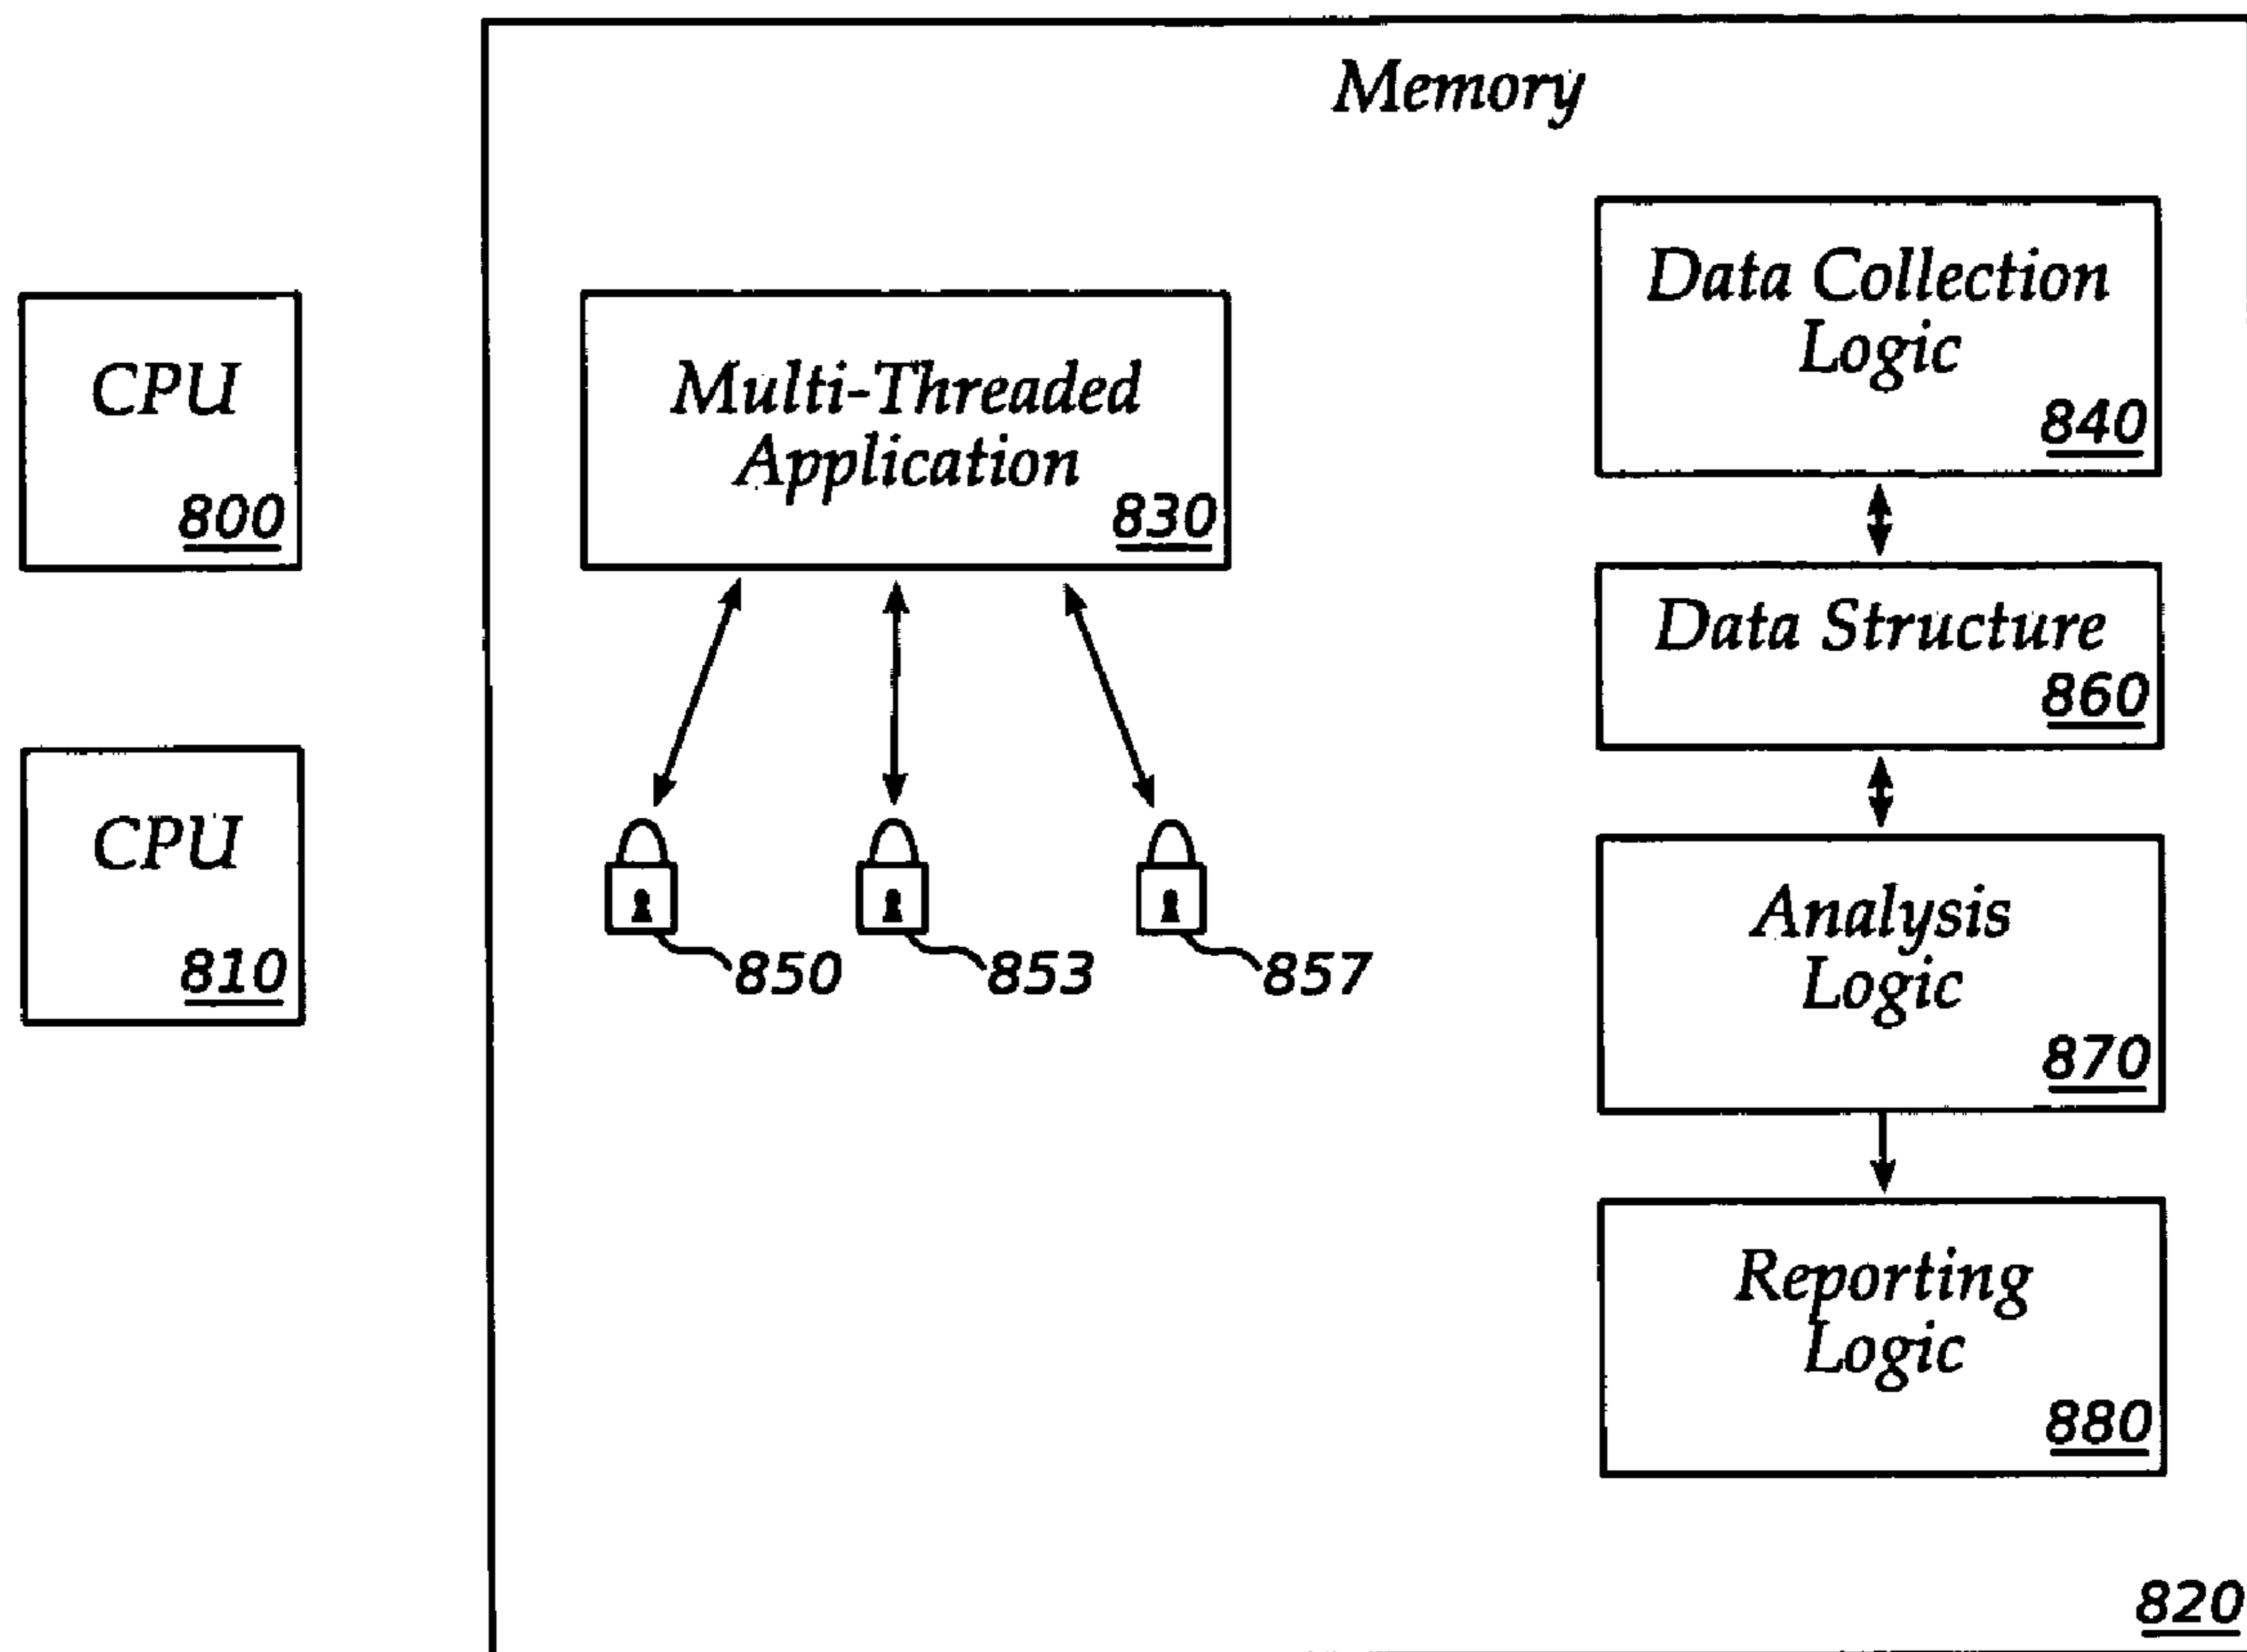 Memory
CPU
800
CPU
810
Multi-Threaded
Application
830
850
853
857
Data Collection
Logic
840
Data Structure
860
Analysis
Logic
870
Reporting
Logic
880
820